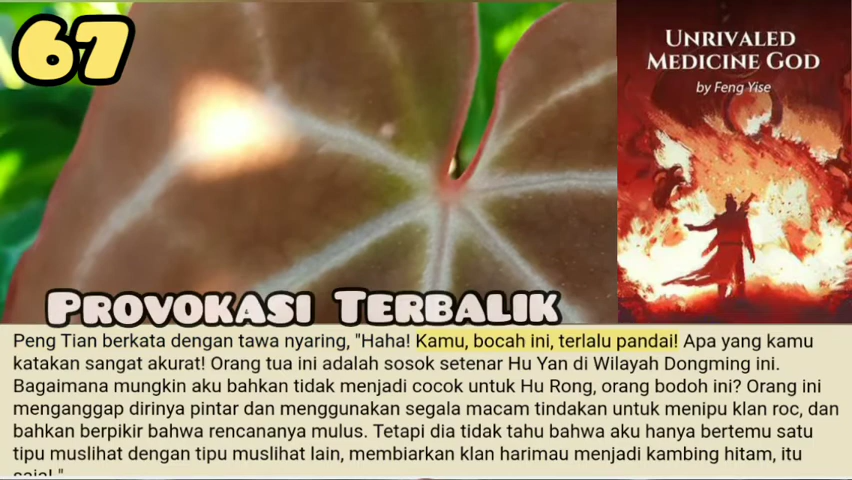 67
UNRIVALED
MEDICINE GOD
by Feng Yise
PROVOKASI TERBALIK
Peng Tian berkata dengan tawa nyaring, "Haha! Kamu, bocah ini, terlalu pandai! Apa yang kamu
katakan sangat akurat! Orang tua ini adalah sosok setenar Hu Yan di Wilayah Dongming ini.
Bagaimana mungkin aku bahkan tidak menjadi cocok untuk Hu Rong, orang bodoh ini? Orang ini
menganggap dirinya pintar dan menggunakan segala macam tindakan untuk menipu klan roc, dan
bahkan berpikir bahwa rencananya mulus. Tetapi dia tidak tahu bahwa aku hanya bertemu satu
tipu muslihat dengan tipu muslihat lain, membiarkan klan harimau menjadi kambing hitam, itu